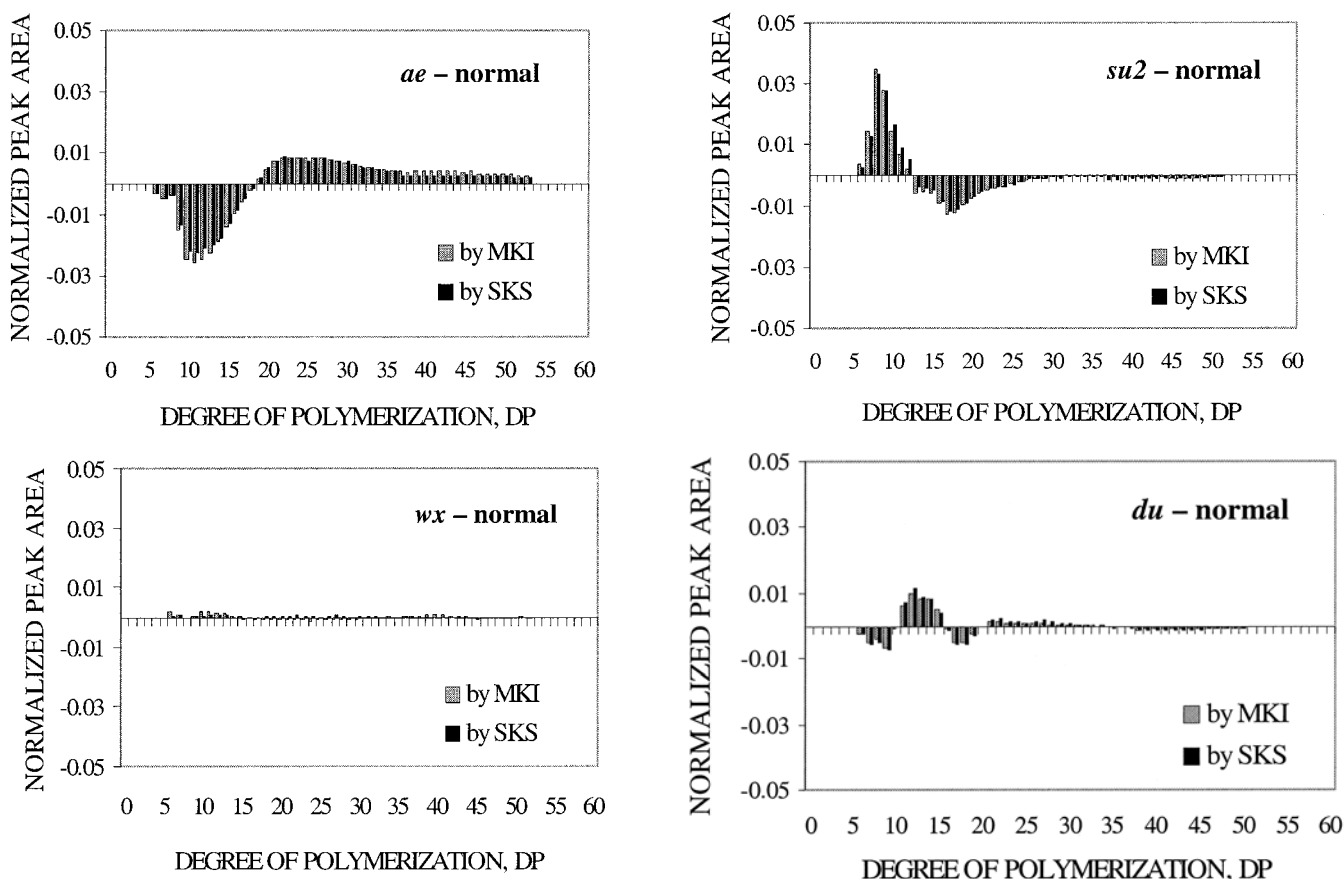 NORMALIZED PEAK AREA
0.05
0.03
0.01
-0.01
-0.03
-0.05
ae – normal
by MKI
by SKS
0 5 10 15 20 25 30 35 40 45 50 55 60
DEGREE OF POLYMERIZATION, DP
NORMALIZED PEAK AREA
0.05
0.03
0.01
-0.01
-0.03
-0.05
su2 – normal
by MKI
by SKS
0 5 10 15 20 25 30 35 40 45 50 55 60
DEGREE OF POLYMERIZATION, DP
NORMALIZED PEAK AREA
0.05
0.03
0.01
-0.01
-0.03
-0.05
wx – normal
by MKI
by SKS
0 5 10 15 20 25 30 35 40 45 50 55 60
DEGREE OF POLYMERIZATION, DP
NORMALIZED PEAK AREA
0.05
0.03
0.01
-0.01
-0.03
-0.05
du – normal
by MKI
by SKS
0 5 10 15 20 25 30 35 40 45 50 55 60
DEGREE OF POLYMERIZATION, DP